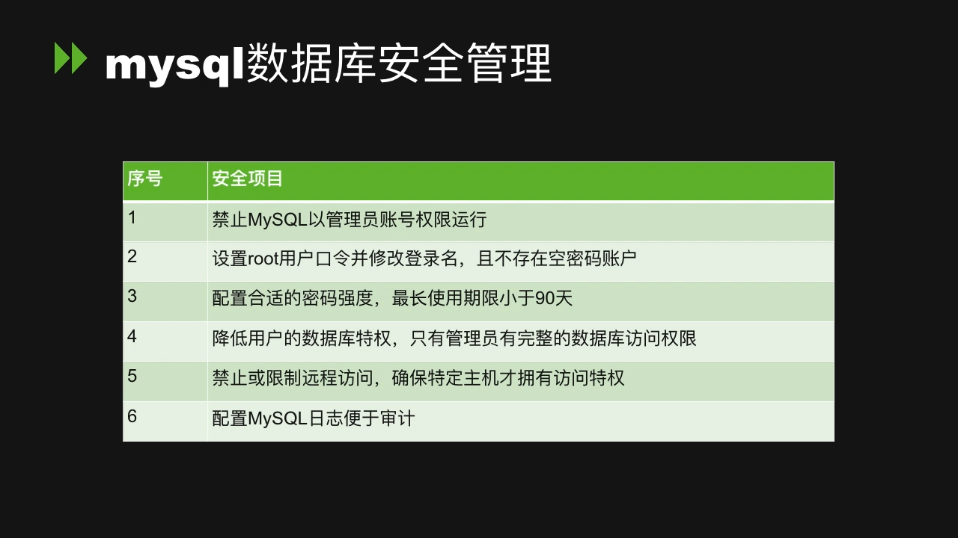 mysql数据库安全管理
序号 安全项目
1 禁止MySQL以管理员账号权限运行
2 设置root用户口令并修改登录名，且不存在空密码账户
3 配置合适的密码强度，最长使用期限小于90天
4 降低用户的数据库特权，只有管理员有完整的数据库访问权限
5 禁止或限制远程访问，确保特定主机才拥有访问特权
6 配置MySQL日志便于审计